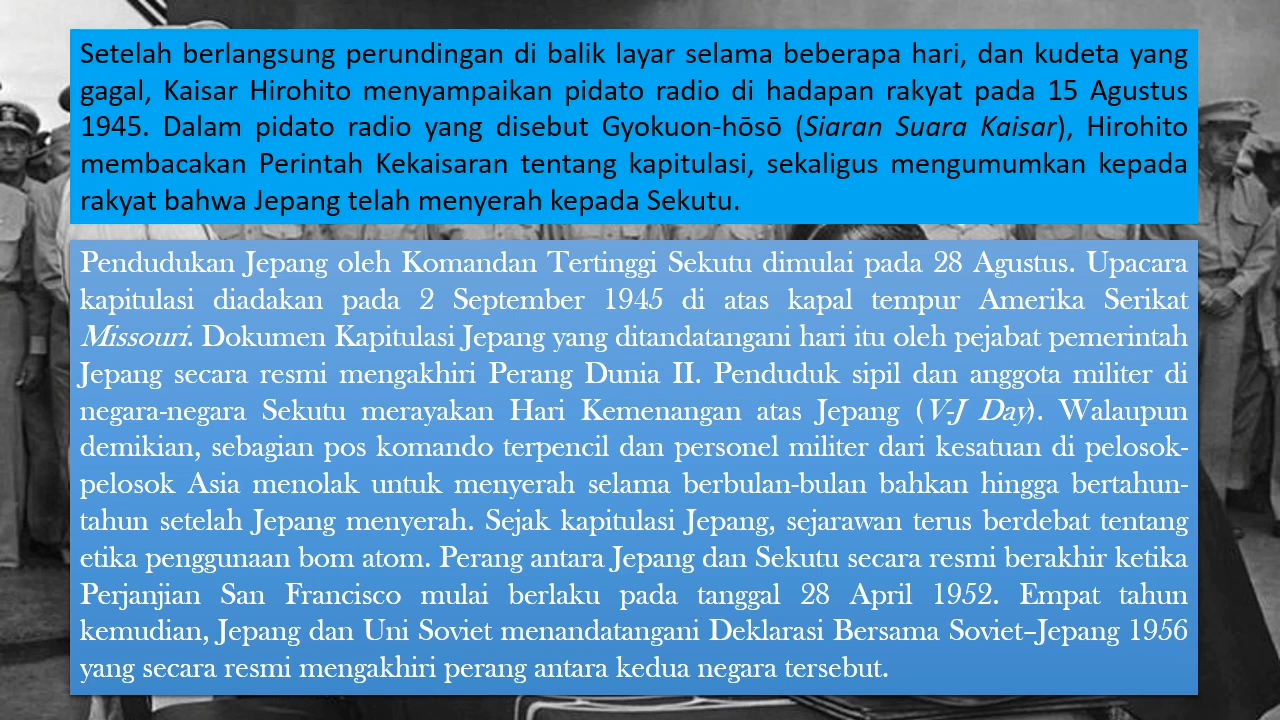 Setelah berlangsung perundingan di balik layar selama beberapa hari, dan kudeta yang
gagal, Kaisar Hirohito menyampaikan pidato radio di hadapan rakyat pada 15 Agustus
1945. Dalam pidato radio yang disebut Gyokuon-hōsō (Siaran Suara Kaisar), Hirohito
membacakan Perintah Kekaisaran tentang kapitulasi, sekaligus mengumumkan kepada
rakyat bahwa Jepang telah menyerah kepada Sekutu.
Pendudukan Jepang oleh Komandan Tertinggi Sekutu dimulai pada 28 Agustus. Upacara
kapitulasi diadakan pada 2 September 1945 di atas kapal tempur Amerika Serikat
Missouri. Dokumen Kapitulasi Jepang yang ditandatangani hari itu oleh pejabat pemerintah
Jepang secara resmi mengakhiri Perang Dunia II. Penduduk sipil dan anggota militer di
negara-negara Sekutu merayakan Hari Kemenangan atas Jepang (V-J Day). Walaupun
demikian, sebagian pos komando terpencil dan personel militer dari kesatuan di pelosok-
pelosok Asia menolak untuk menyerah selama berbulan-bulan bahkan hingga bertahun-
tahun setelah Jepang menyerah. Sejak kapitulasi Jepang, sejarawan terus berdebat tentang
etika penggunaan bom atom. Perang antara Jepang dan Sekutu secara resmi berakhir ketika
Perjanjian San Francisco mulai berlaku pada tanggal 28 April 1952. Empat tahun
kemudian, Jepang dan Uni Soviet menandatangani Deklarasi Bersama Soviet–Jepang 1956
yang secara resmi mengakhiri perang antara kedua negara tersebut.